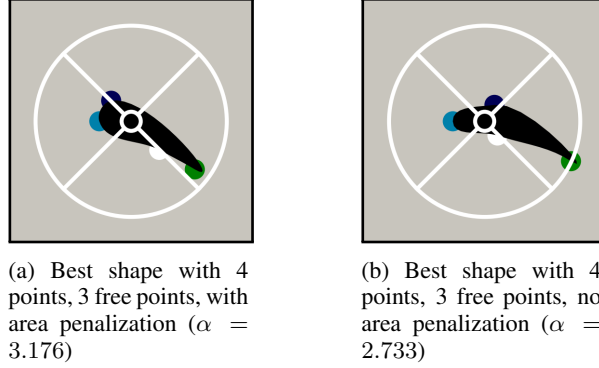 (a) Best shape with 4
points, 3 free points, with
area penalization (α =
3.176)
(b) Best shape with 4
points, 3 free points, no
area penalization (α =
2.733)